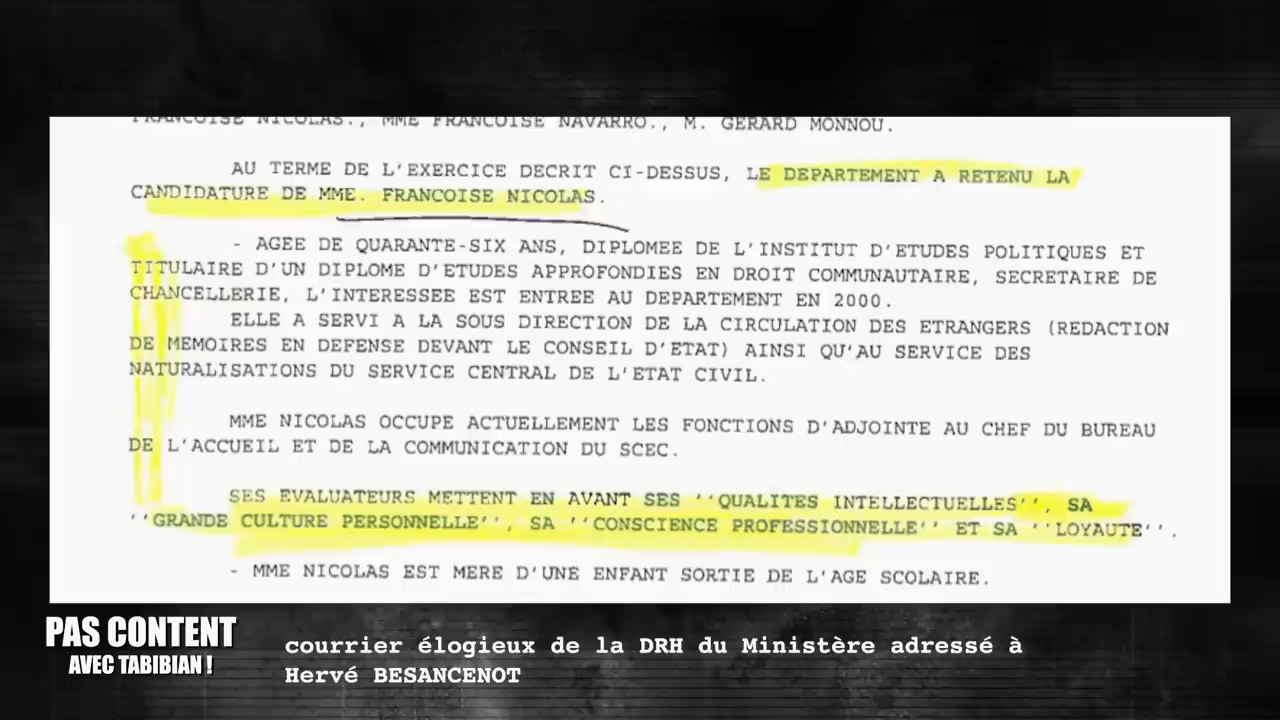 FRANCOISE NICOLAS., MME FRANCOISE NAVARRO., M. GERARD MONNOU.
AU TERME DE L'EXERCICE DECRIT CI-DESSUS, LE DEPARTEMENT A RETENU LA
CANDIDATURE DE MME. FRANCOISE NICOLAS.
- AGEE DE QUARANTE-SIX ANS, DIPLOMEE DE L'INSTITUT D'ETUDES POLITIQUES ET
TITULAIRE D'UN DIPLOME D'ETUDES APPROFONDIES EN DROIT COMMUNAUTAIRE, SECRETAIRE DE
CHANCELLERIE, L'INTERESSEE EST ENTREE AU DEPARTEMENT EN 2000.
ELLE A SERVI A LA SOUS DIRECTION DE LA CIRCULATION DES ETRANGERS (REDACTION
DE MEMOIRES EN DEFENSE DEVANT LE CONSEIL D'ETAT) AINSI QU'AU SERVICE DES
NATURALISATIONS DU SERVICE CENTRAL DE L'ETAT CIVIL.
MME NICOLAS OCCUPE ACTUELLEMENT LES FONCTIONS D'ADJOINTE AU CHEF DU BUREAU
DE L'ACCUEIL ET DE LA COMMUNICATION DU SCEC.
SES EVALUATEURS METTENT EN AVANT SES ''QUALITES INTELLECTUELLES'', SA
''GRANDE CULTURE PERSONNELLE'', SA ''CONSCIENCE PROFESSIONNELLE'' ET SA ''LOYAUTE''.
- MME NICOLAS EST MERE D'UNE ENFANT SORTIE DE L'AGE SCOLAIRE.
PAS CONTENT
AVEC TABIBIAN !
courrier élogieux de la DRH du Ministère adressé à
Hervé BESANCENOT